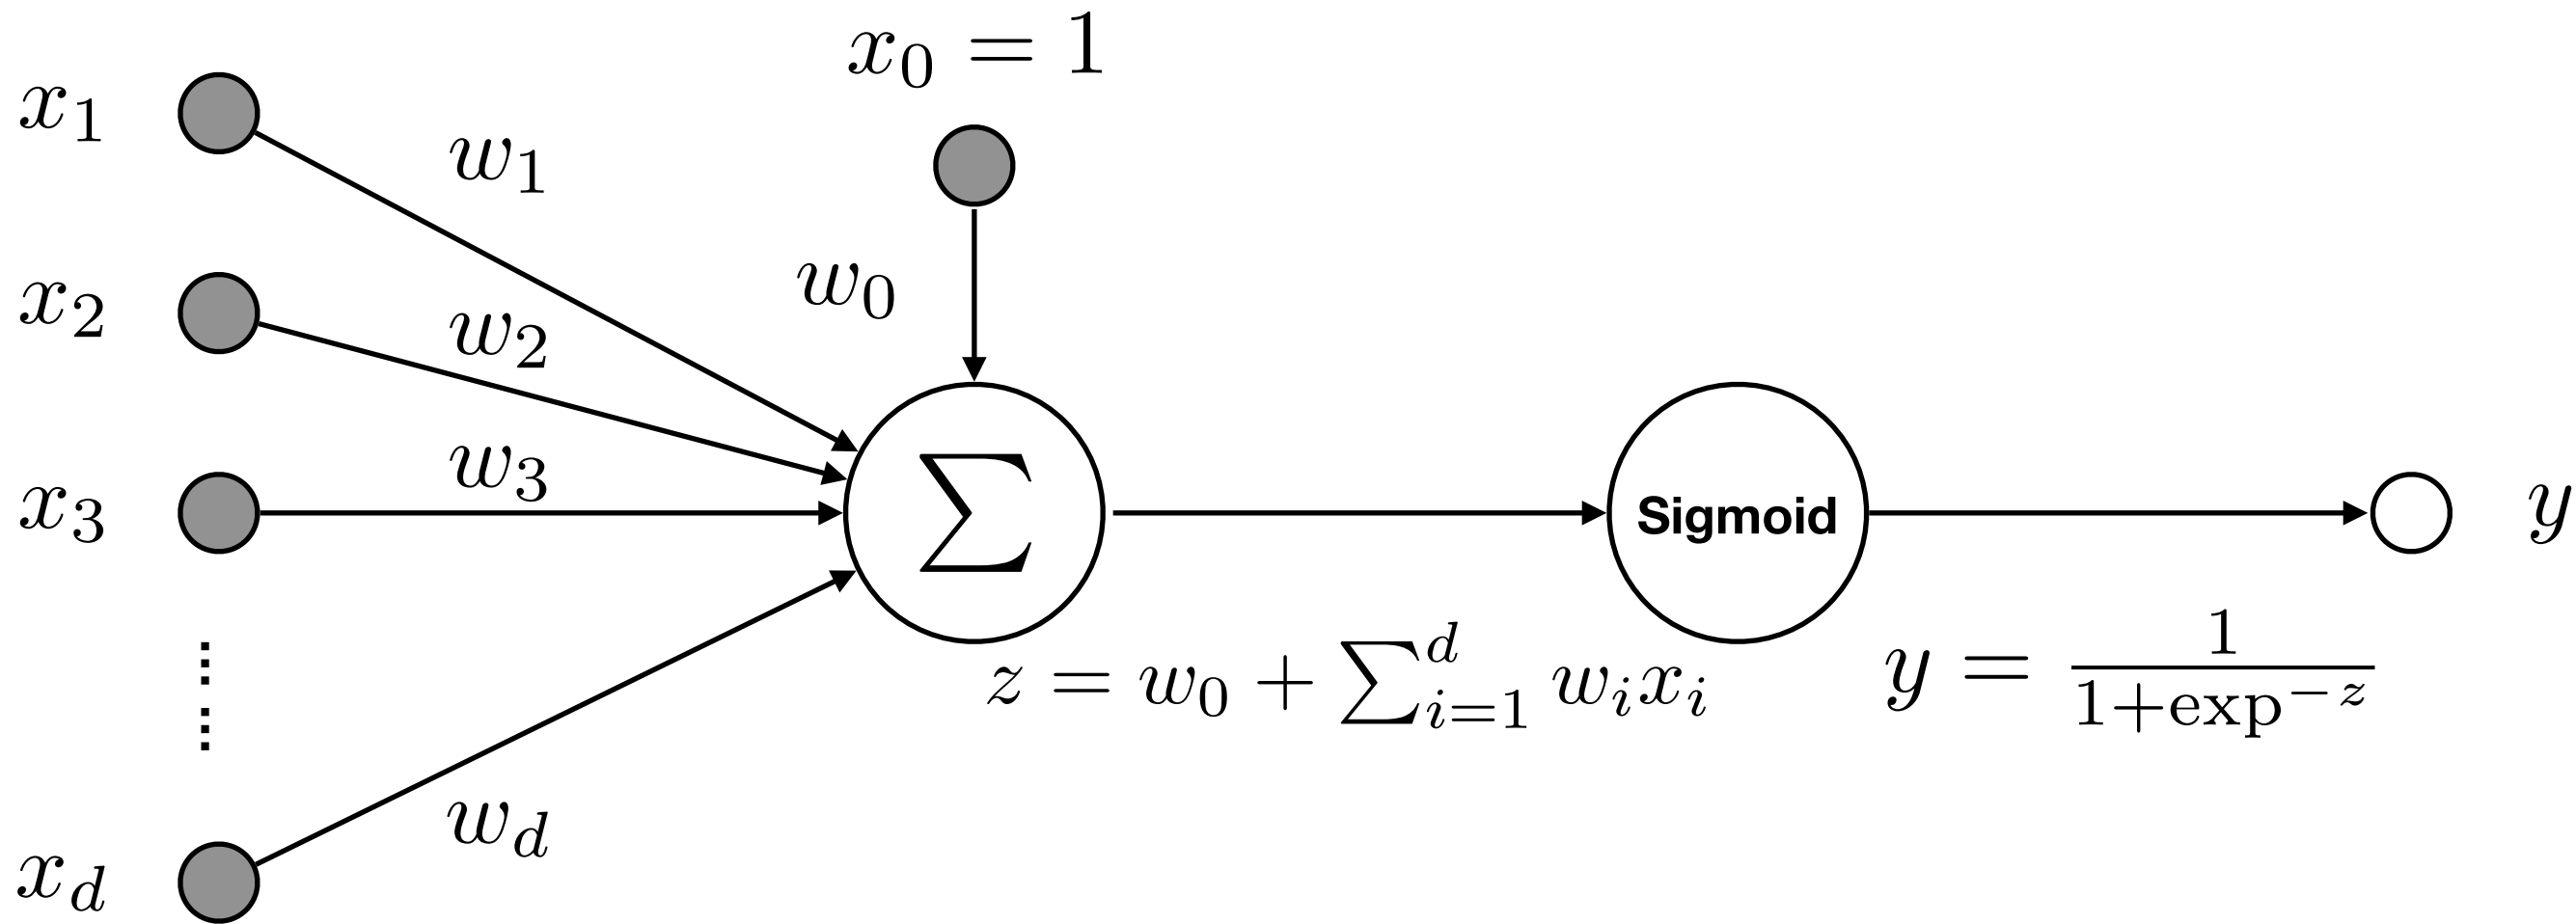 x_0 = 1
x_1
w_1
w_0
x_2
w_2
x_3
w_3
Sigmoid
y
∑
z = w_0 + ∑_{i=1}^{d} w_i x_i
y = \frac{1}{1+exp^{-z}}
w_d
x_d